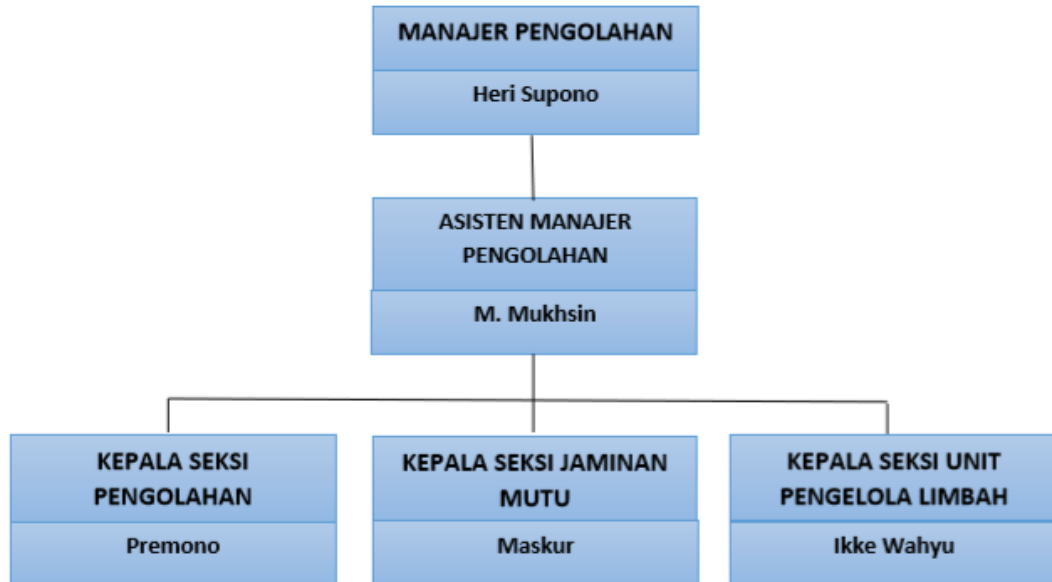 MANAJER PENGOLAHAN
Heri Supono
ASISTEN MANAJER
PENGOLAHAN
M. Mukhsin
KEPALA SEKSI
PENGOLAHAN
Premono
KEPALA SEKSI JAMINAN
MUTU
Maskur
KEPALA SEKSI UNIT
PENGELOLA LIMBAH
Ikke Wahyu